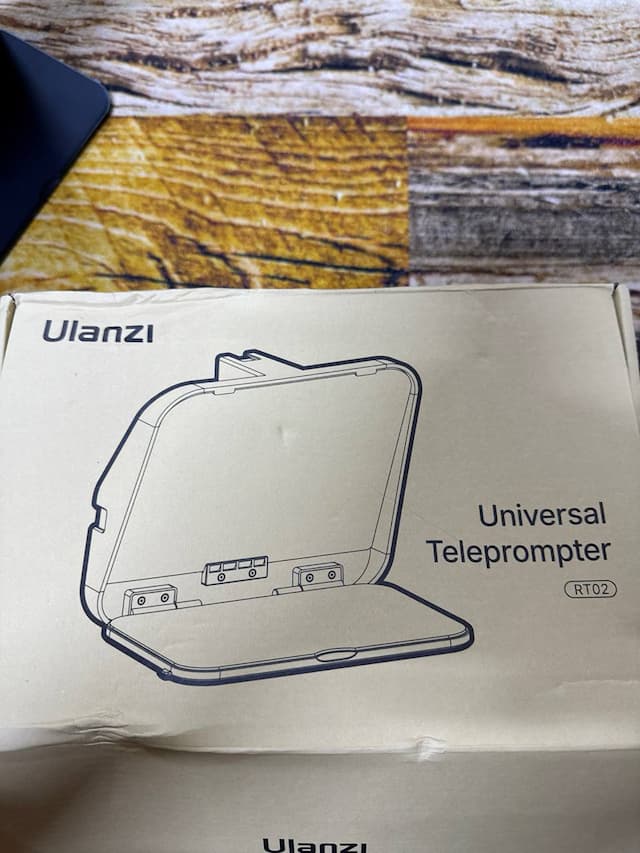 Ulanzi
Universal
Teleprompter
RT02
Ulanzi